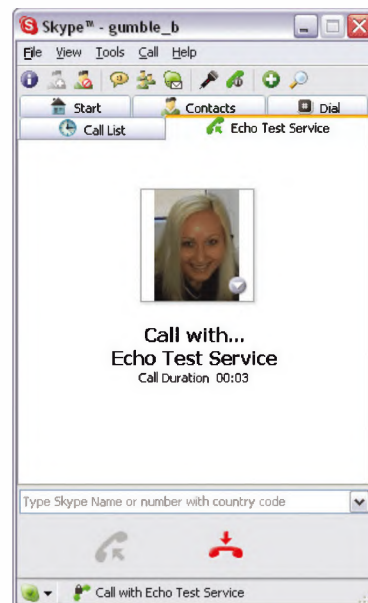 Skype™ - gumble_b
File View Tools Call Help
Start Contacts Dial
Call List Echo Test Service
Call with...
Echo Test Service
Call Duration 00:03
Type Skype Name or number with country code
Call with Echo Test Service